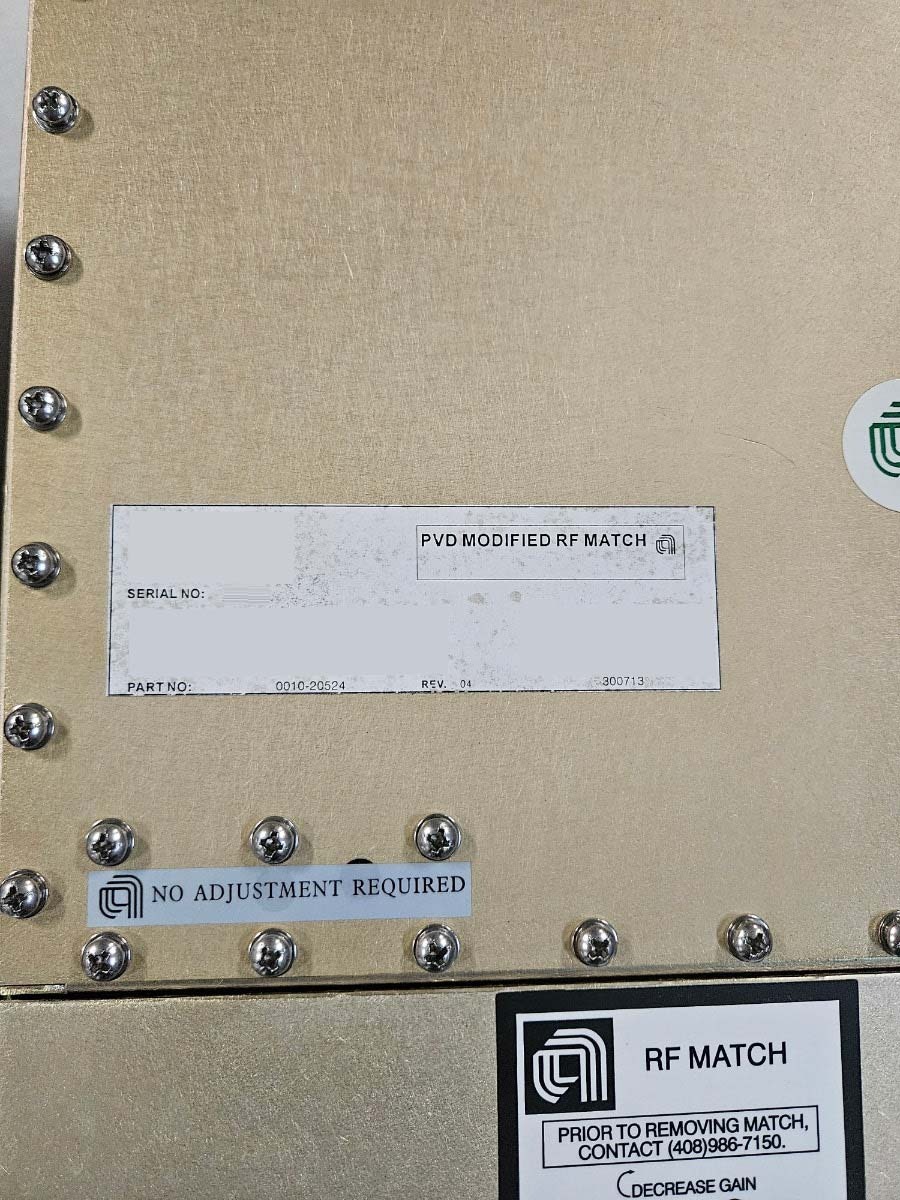 PVD MODIFIED RF MATCH
SERIAL NO:
PART NO: 0010-20524 REV. 04 300713
NO ADJUSTMENT REQUIRED
RF MATCH
PRIOR TO REMOVING MATCH,
CONTACT (408)986-7150.
DECREASE GAIN